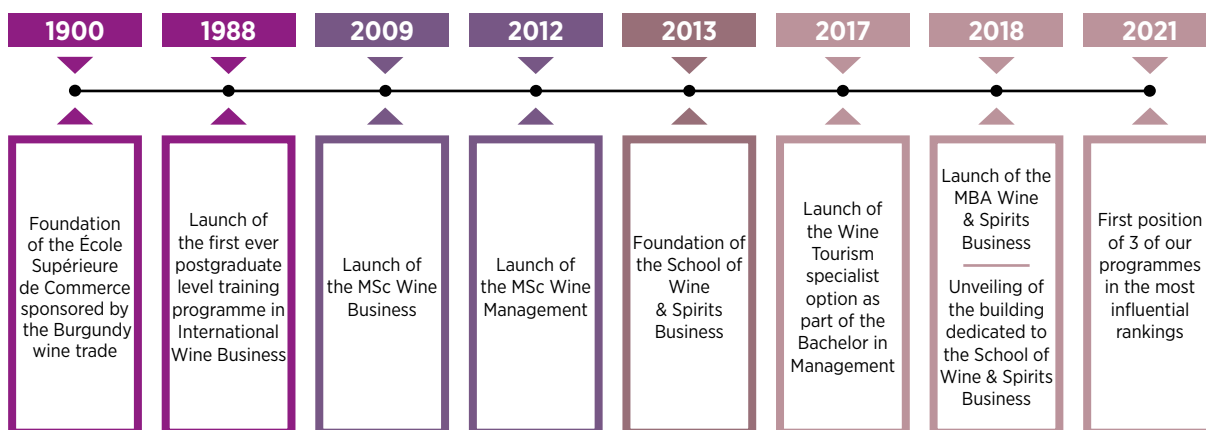 1900
Foundation
of the École
Supérieure
de Commerce
sponsored by
the Burgundy
wine trade
1988
Launch of
the first ever
postgraduate
level training
programme in
International
Wine Business
2009
Launch of
the MSc Wine
Business
2012
Launch of
the MSc Wine
Management
2013
Foundation of
the School of
Wine
& Spirits
Business
2017
Launch of
the Wine
Tourism
specialist
option as
part of the
Bachelor in
Management
2018
Launch of the
MBA Wine
& Spirits
Business
Unveiling of
the building
dedicated to
the School of
Wine & Spirits
Business
2021
First position
of 3 of our
programmes
in the most
influential
rankings